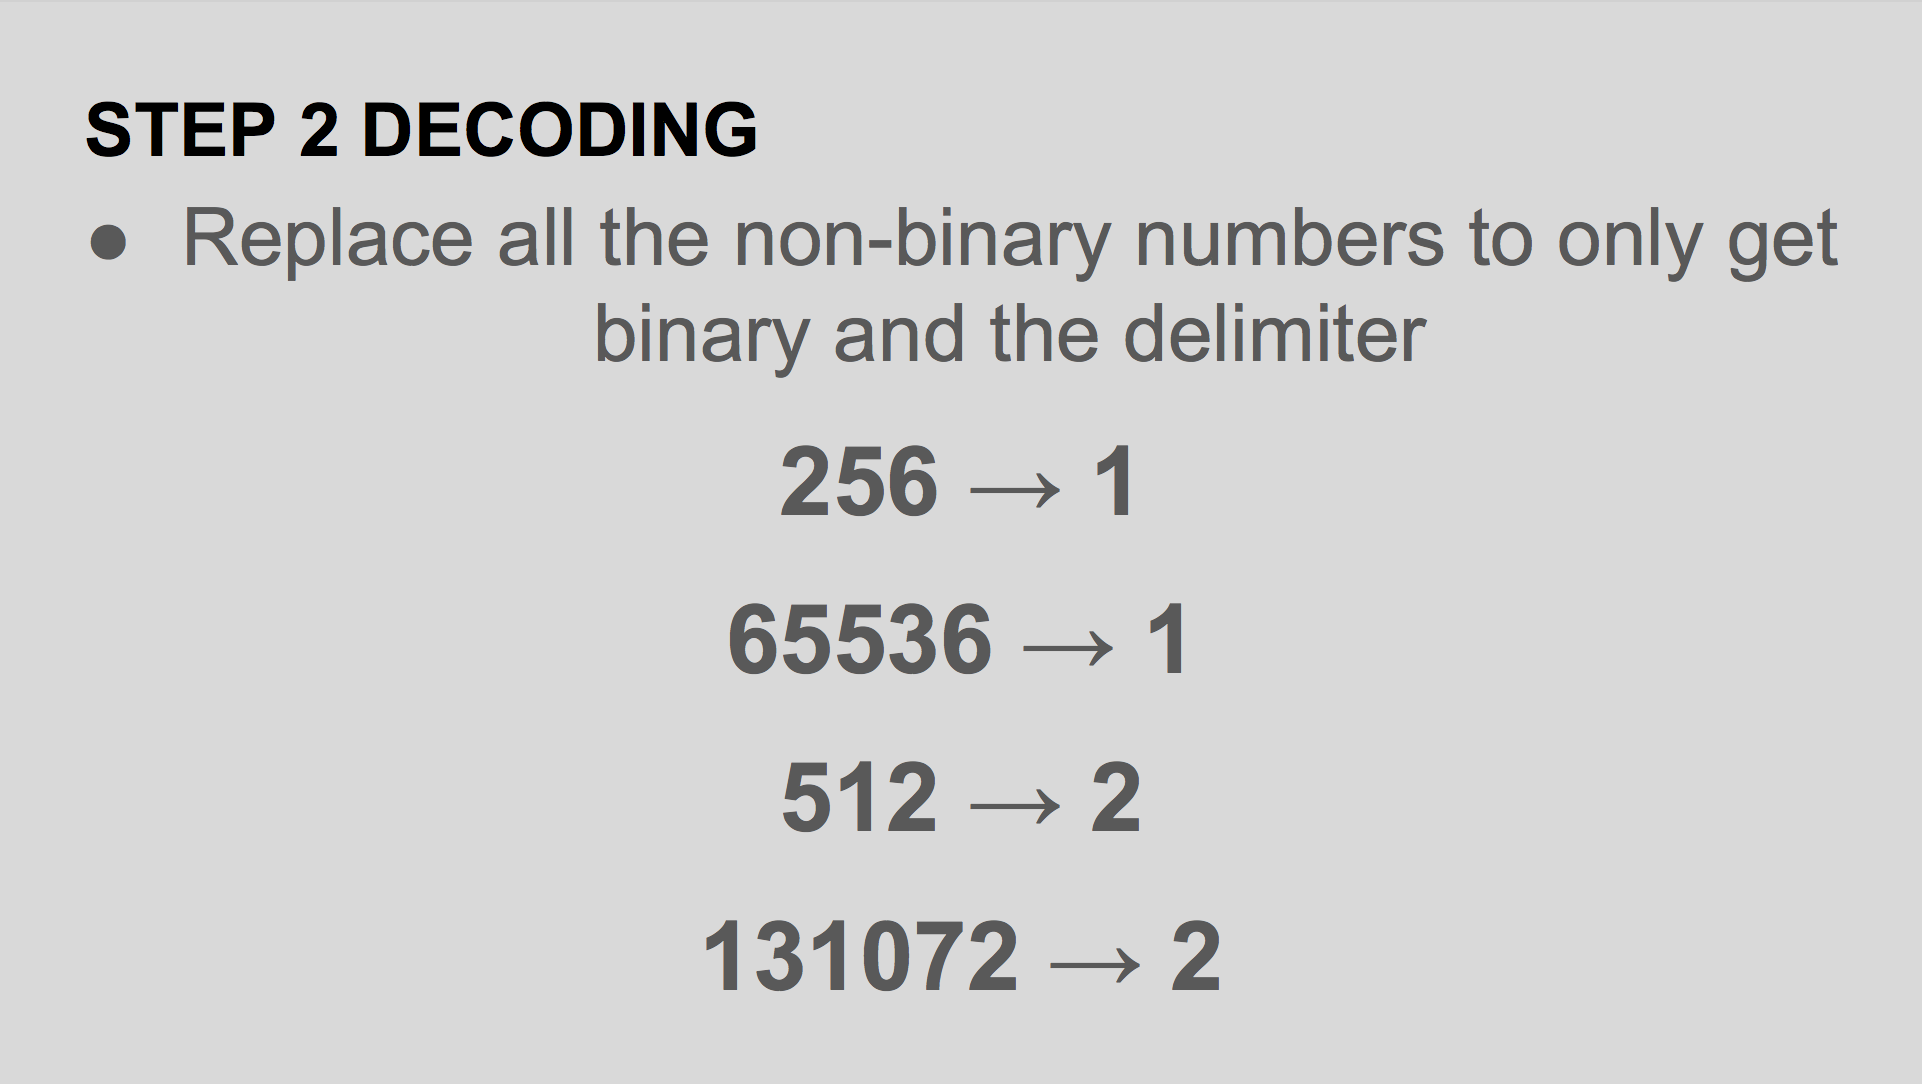 STEP 2 DECODING
● Replace all the non-binary numbers to only get
binary and the delimiter
256 → 1
65536 → 1
512 → 2
131072 → 2